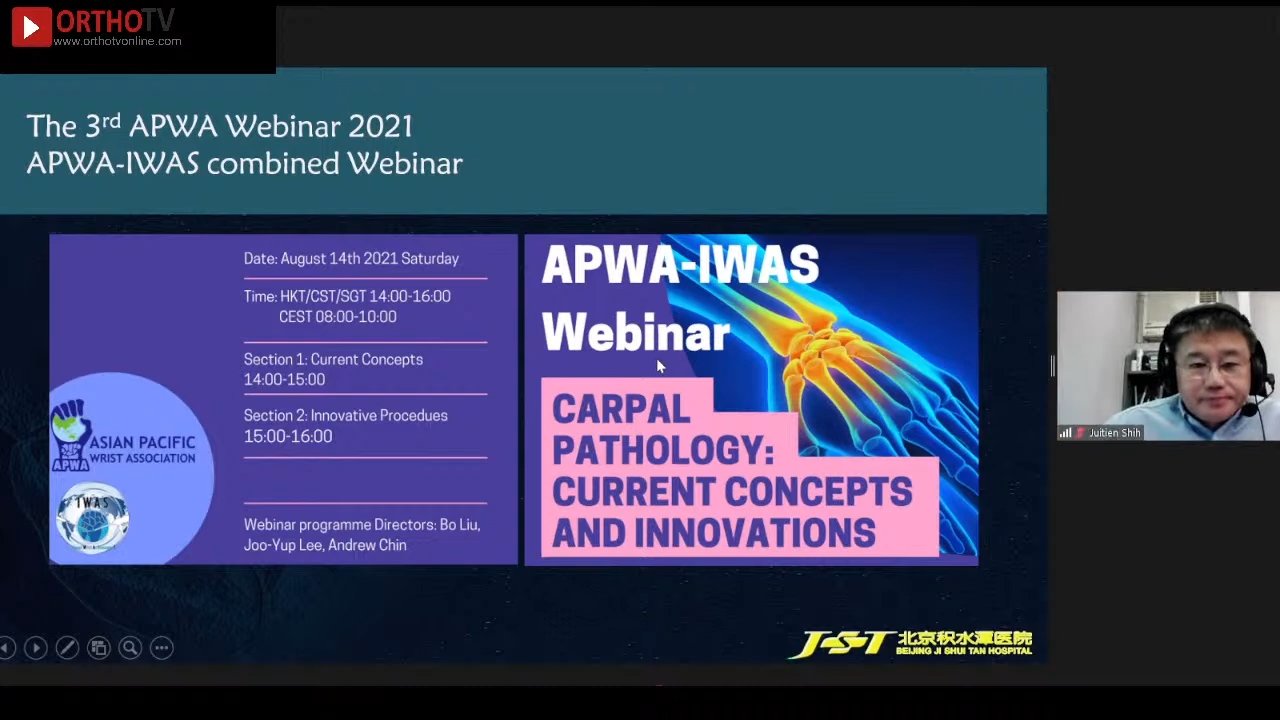 ORTHOTV
www.orthotvonline.com
The 3rd APWA Webinar 2021
APWA-IWAS combined Webinar
Date: August 14th 2021 Saturday
Time: HKT/CST/SGT 14:00-16:00
CEST 08:00-10:00
Section 1: Current Concepts
14:00-15:00
Section 2: Innovative Procedues
15:00-16:00
Webinar programme Directors: Bo Liu,
Joo-Yup Lee, Andrew Chin
APWA
ASIAN PACIFIC
WRIST ASSOCIATION
IWAS
APWA-IWAS
Webinar
CARPAL
PATHOLOGY:
CURRENT CONCEPTS
AND INNOVATIONS
JST 北京积水潭医院
BEIJING JI SHUI TAN HOSPITAL
Juitien Shih